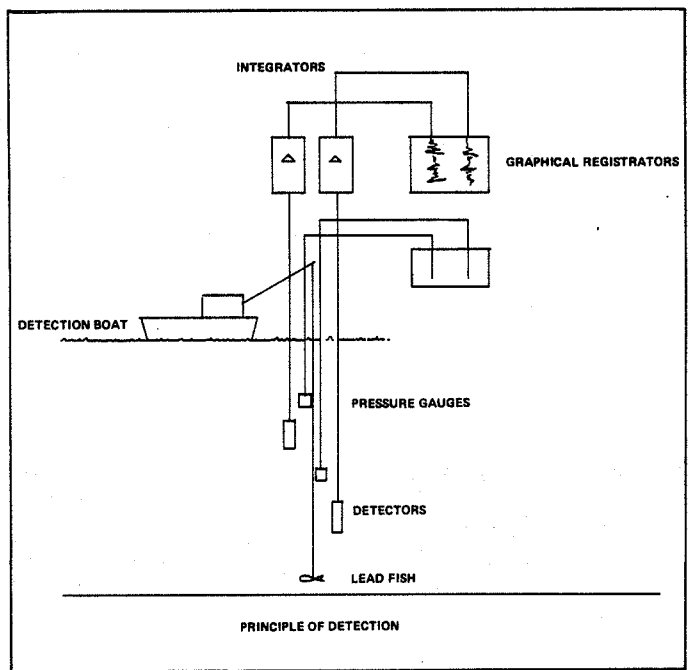 INTEGRATORS
GRAPHICAL REGISTRATORS
DETECTION BOAT
PRESSURE GAUGES
DETECTORS
LEAD FISH
PRINCIPLE OF DETECTION